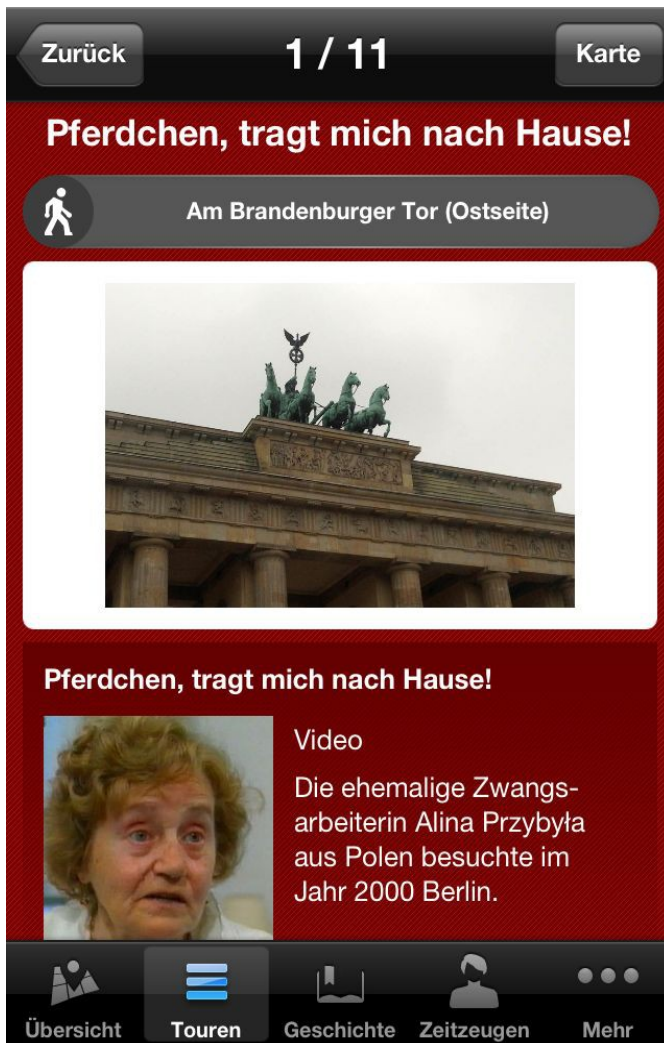 Zurück
1 / 11
Karte
Pferdchen, tragt mich nach Hause!
Am Brandenburger Tor (Ostseite)
Pferdchen, tragt mich nach Hause!
Video
Die ehemalige Zwangs-
arbeiterin Alina Przybyła
aus Polen besuchte im
Jahr 2000 Berlin.
Übersicht
Touren
Geschichte
Zeitzeugen
Mehr